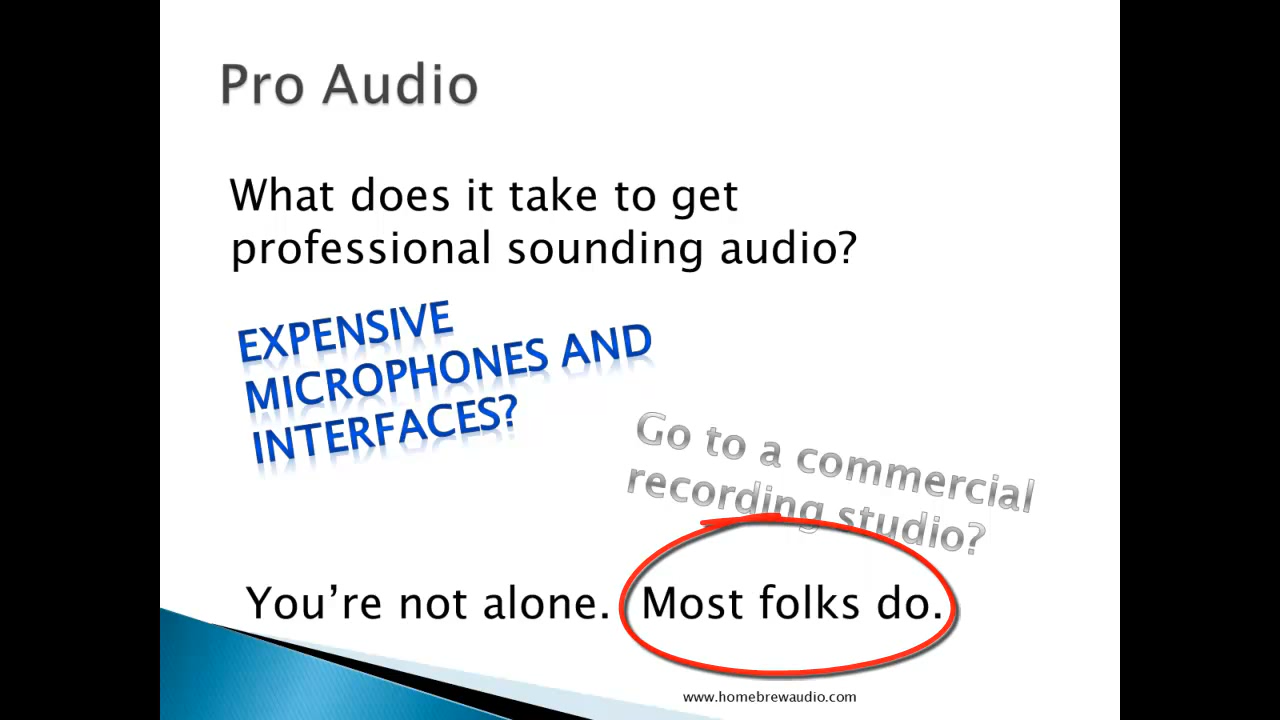 Pro Audio
What does it take to get
professional sounding audio?
EXPENSIVE
MICROPHONES AND
INTERFACES?
Go to a commercial
recording studio?
You’re not alone. Most folks do.
www.homebrewaudio.com